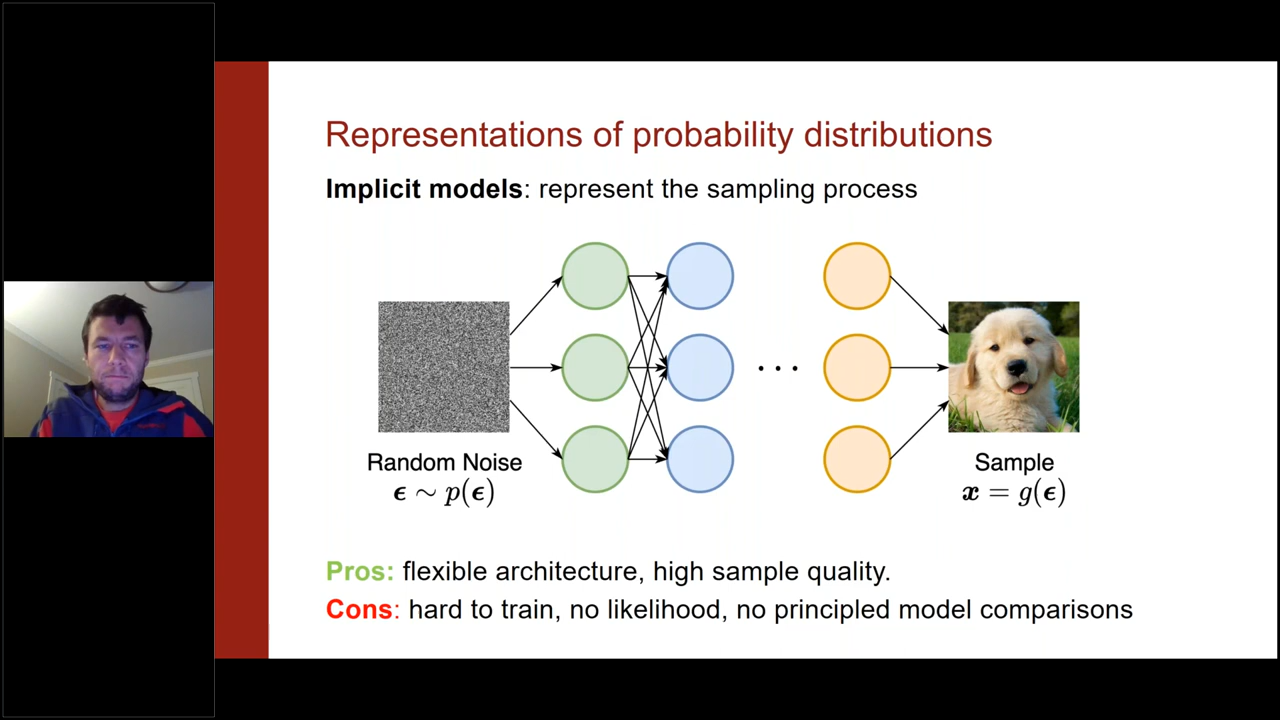 Representations of probability distributions
Implicit models: represent the sampling process
. . .
Random Noise
ϵ ∼ p(ϵ)
Sample
x = g(ϵ)
Pros: flexible architecture, high sample quality.
Cons: hard to train, no likelihood, no principled model comparisons